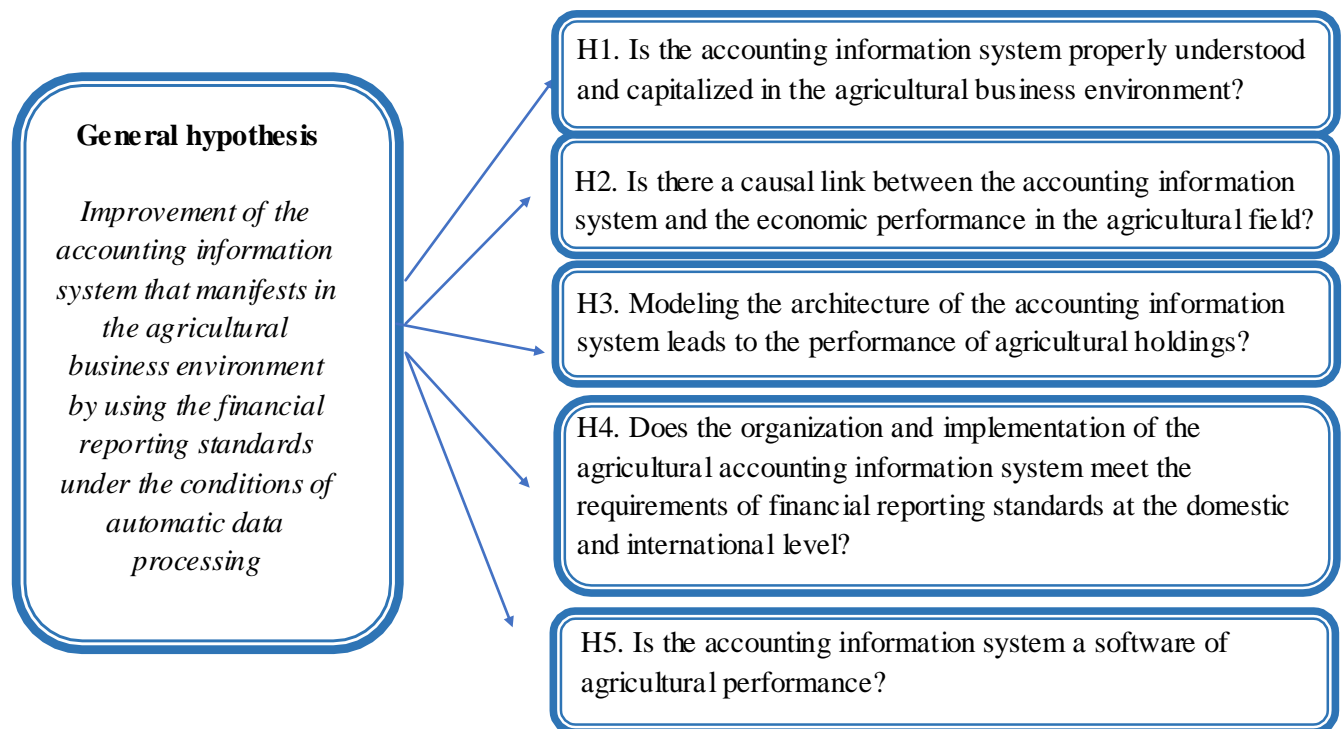 General hypothesis
Improvement of the
accounting information
system that manifests in
the agricultural
business environment
by using the financial
reporting standards
under the conditions of
automatic data
processing
H1. Is the accounting information system properly understood
and capitalized in the agricultural business environment?
H2. Is there a causal link between the accounting information
system and the economic performance in the agricultural field?
H3. Modeling the architecture of the accounting information
system leads to the performance of agricultural holdings?
H4. Does the organization and implementation of the
agricultural accounting information system meet the
requirements of financial reporting standards at the domestic
and international level?
H5. Is the accounting information system a software of
agricultural performance?